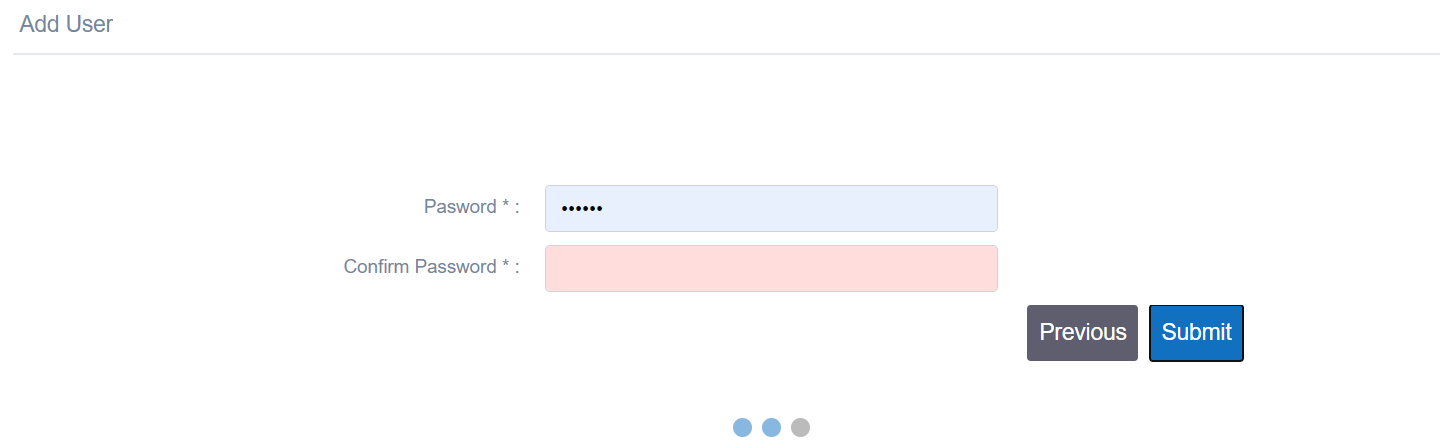 Add User
Pasword * :
••••••
Confirm Password * :
Previous Submit